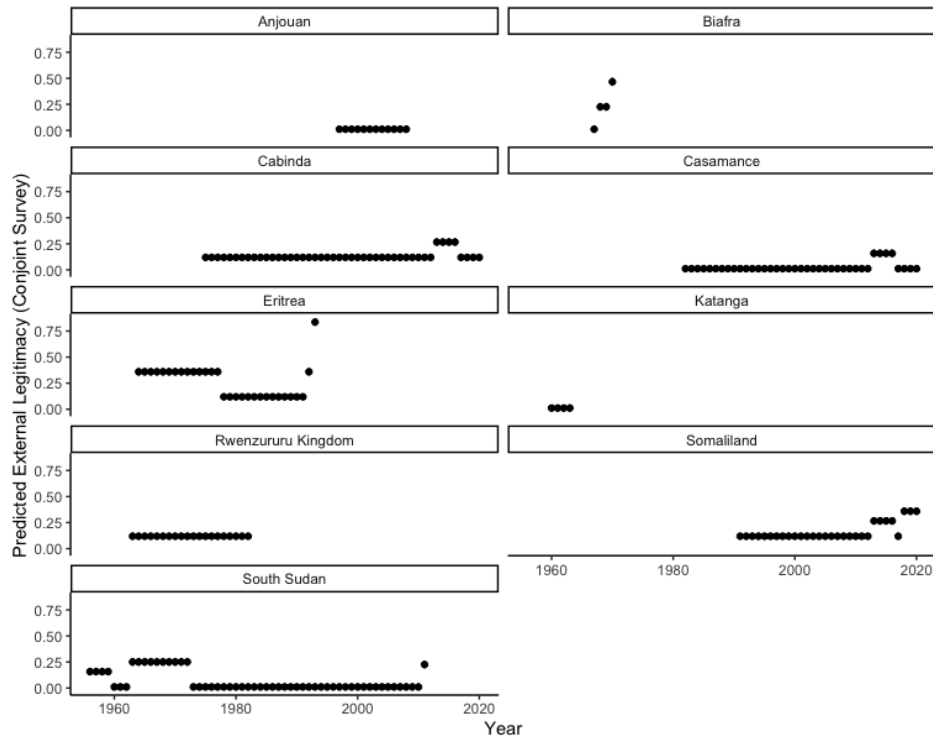 Anjouan
Biafra
0.75
0.50
0.25
0.00
Cabinda
Casamance
0.75
0.50
0.25
0.00
Eritrea
Katanga
0.75
0.50
0.25
0.00
Rwenzururu Kingdom
Somaliland
0.75
0.50
0.25
0.00
South Sudan
1960 1980 2000 2020
0.75
0.50
0.25
0.00
1960 1980 2000 2020
Year
Predicted External Legitimacy (Conjoint Survey)